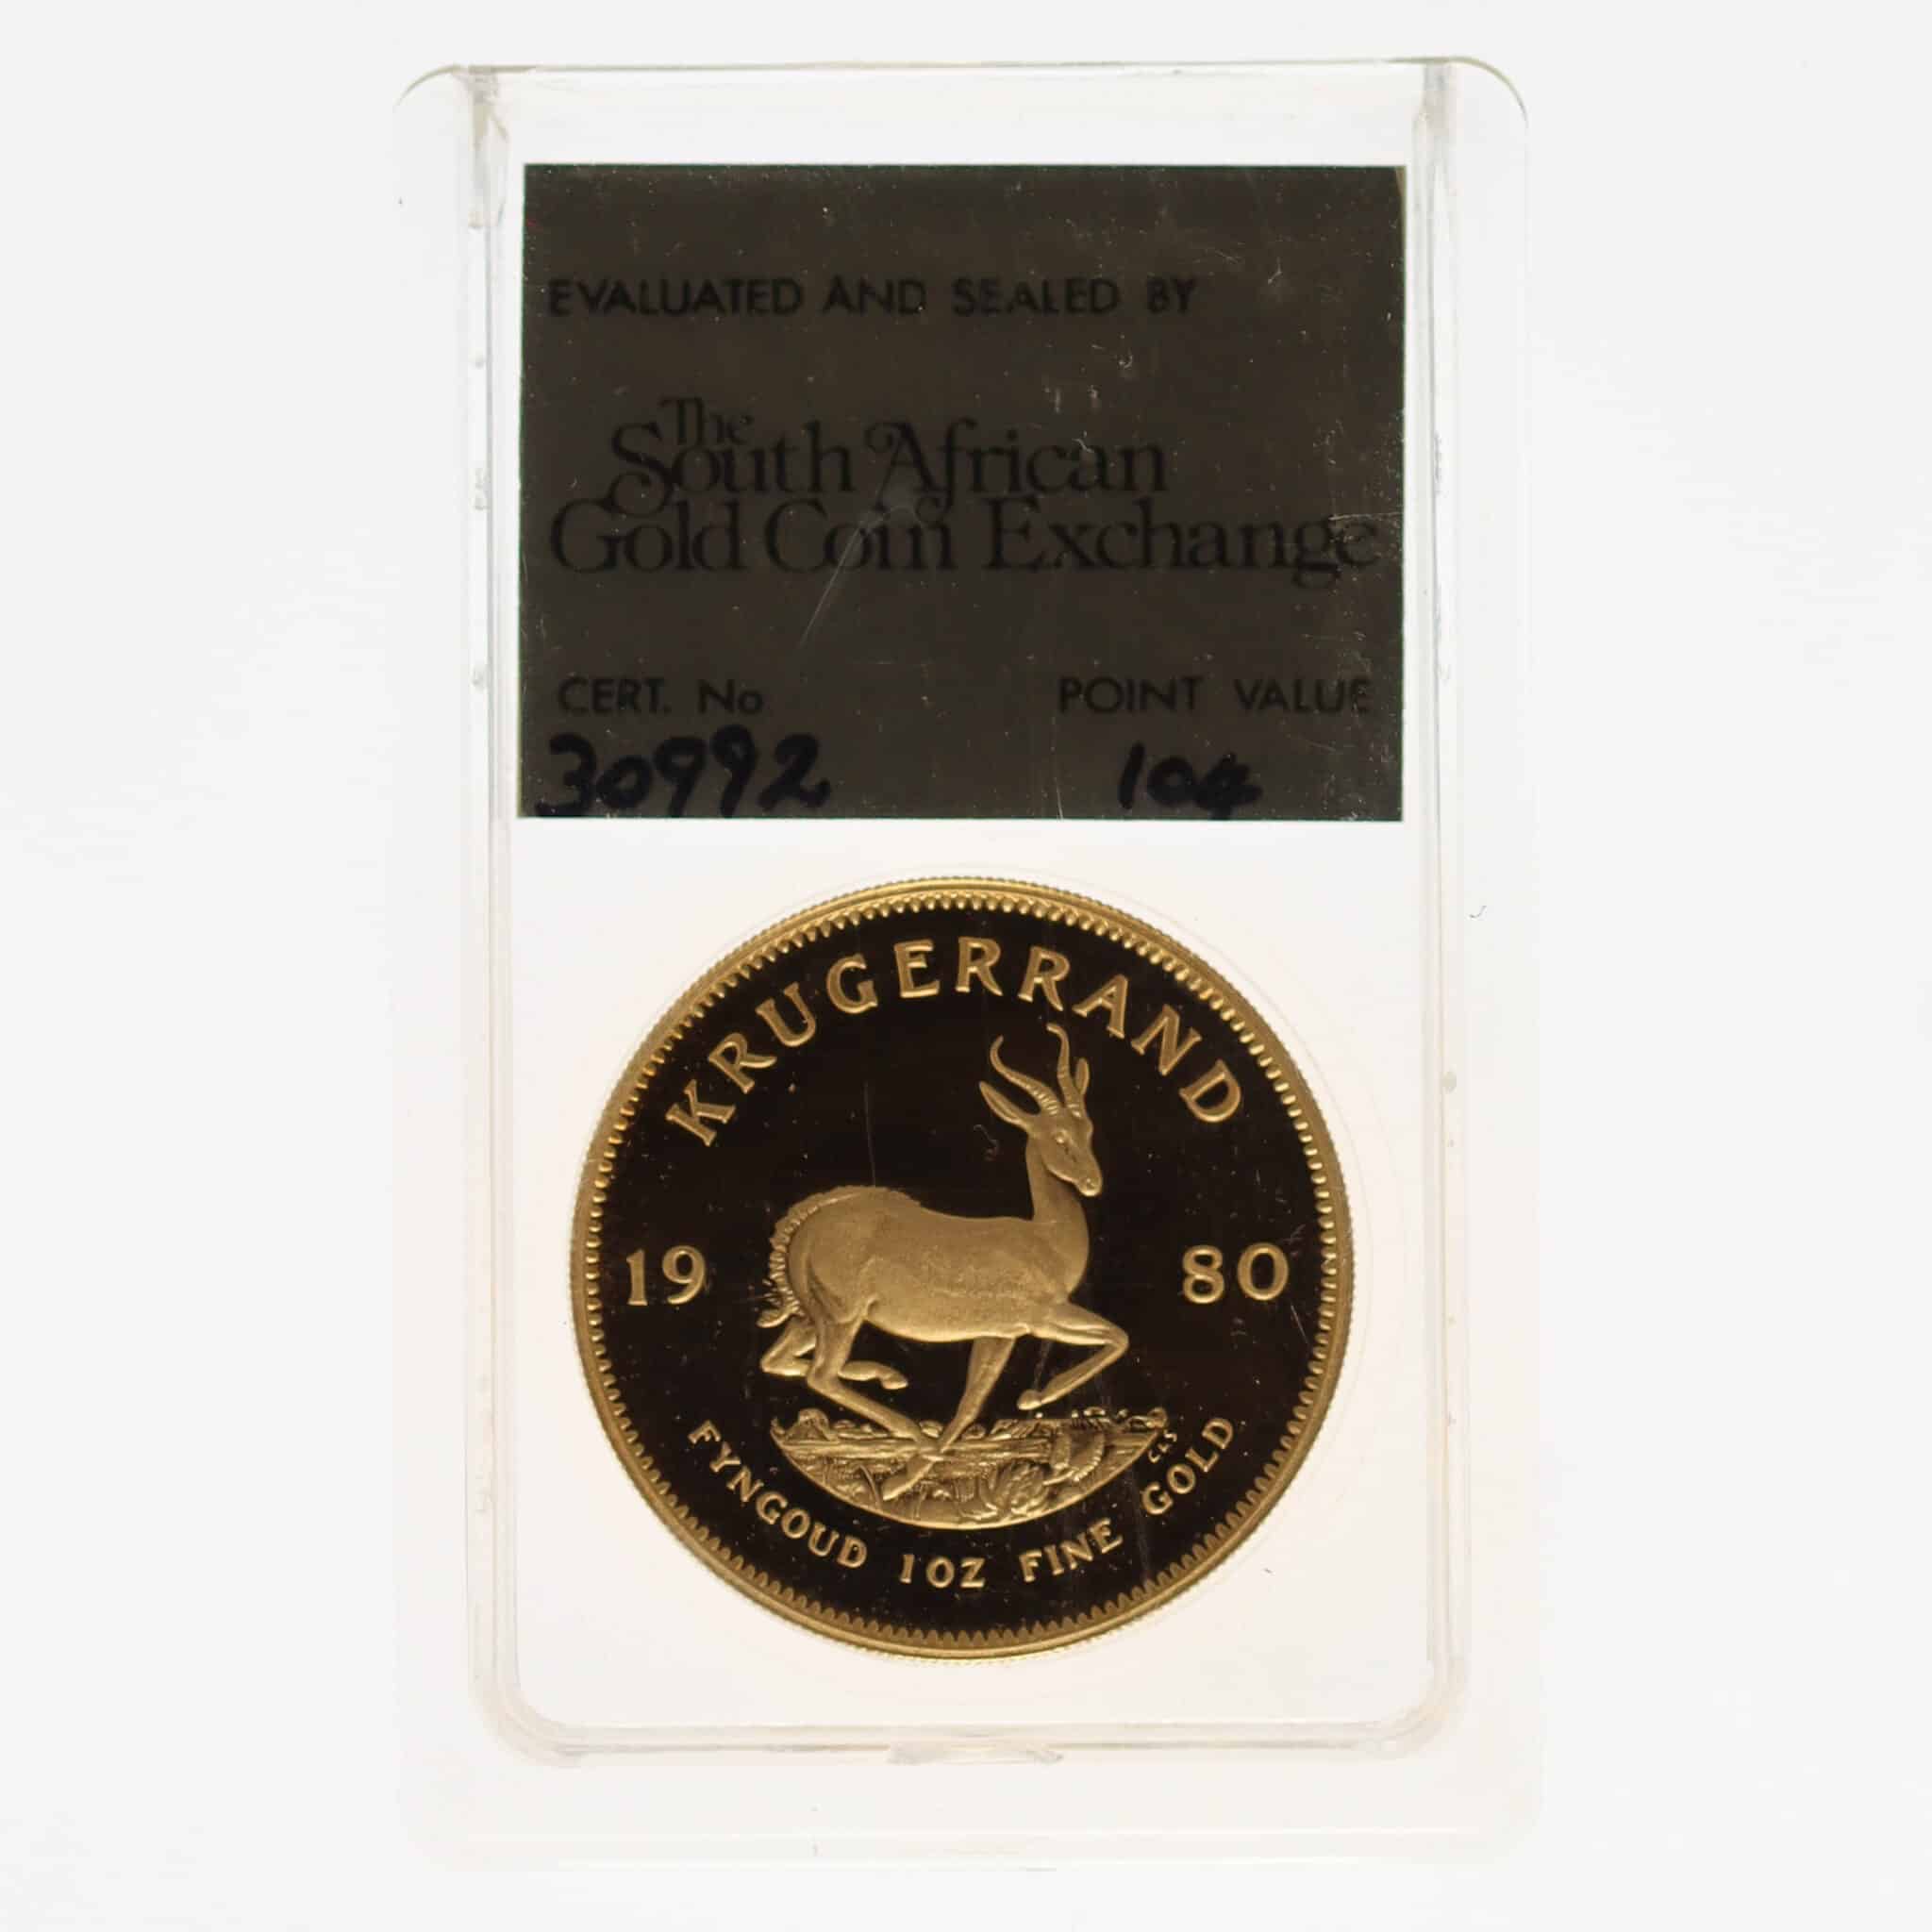 EVALUATED AND SEALED BY
The
South African
Gold Coin Exchange
CERT. No POINT VALUE
30992 104
KRUGERRAND
19 80
CLS
FYNGOUD 1 OZ FINE GOLD